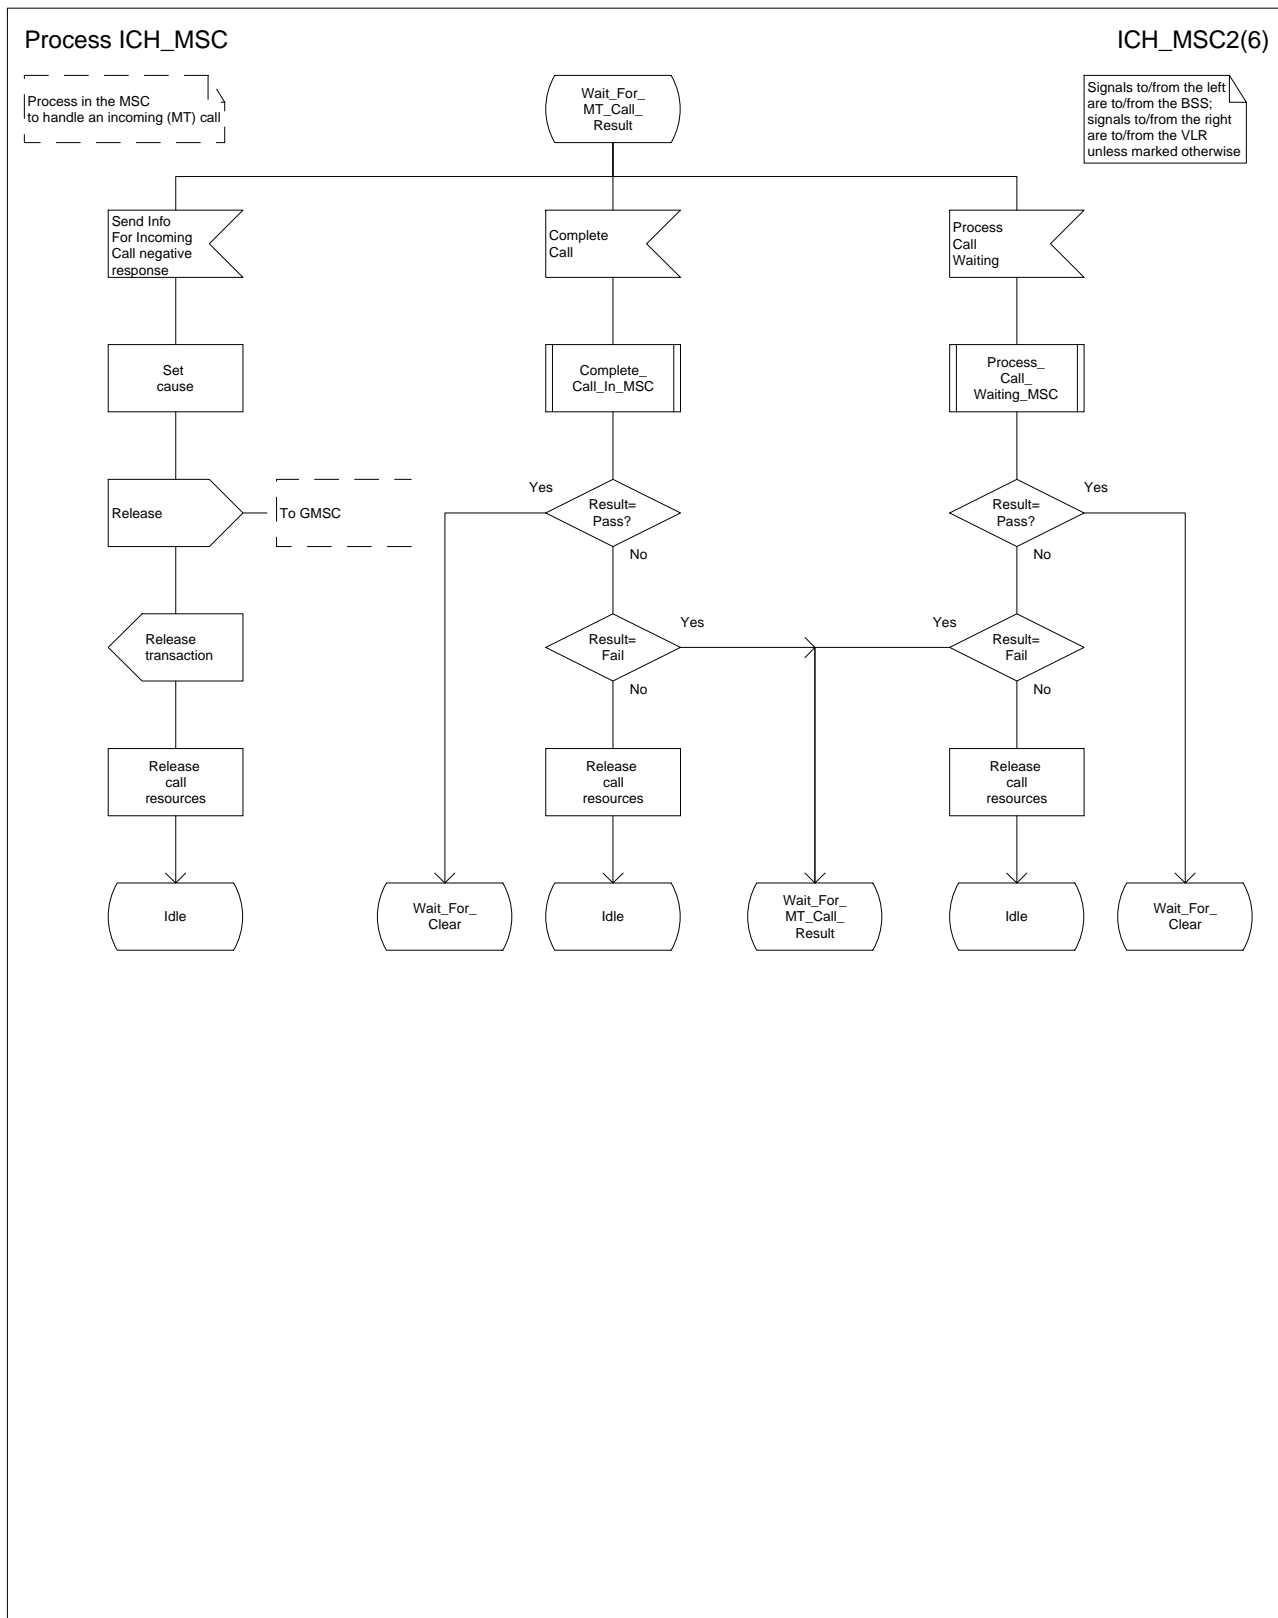 Process ICH_MSC
ICH_MSC2(6)
Process in the MSC
to handle an incoming (MT) call
Wait_For_
MT_Call_
Result
Signals to/from the left
are to/from the BSS;
signals to/from the right
are to/from the VLR
unless marked otherwise
Send Info
For Incoming
Call negative
response
Complete
Call
Process
Call
Waiting
Set
cause
Complete_
Call_In_MSC
Process_
Call_
Waiting_MSC
Release
To GMSC
Yes
Result=
Pass?
No
Result=
Pass?
Yes
No
Release
transaction
Result=
Fail
Yes
No
Yes
Result=
Fail
No
Release
call
resources
Release
call
resources
Release
call
resources
Idle
Wait_For_
Clear
Idle
Wait_For_
MT_Call_
Result
Idle
Wait_For_
Clear